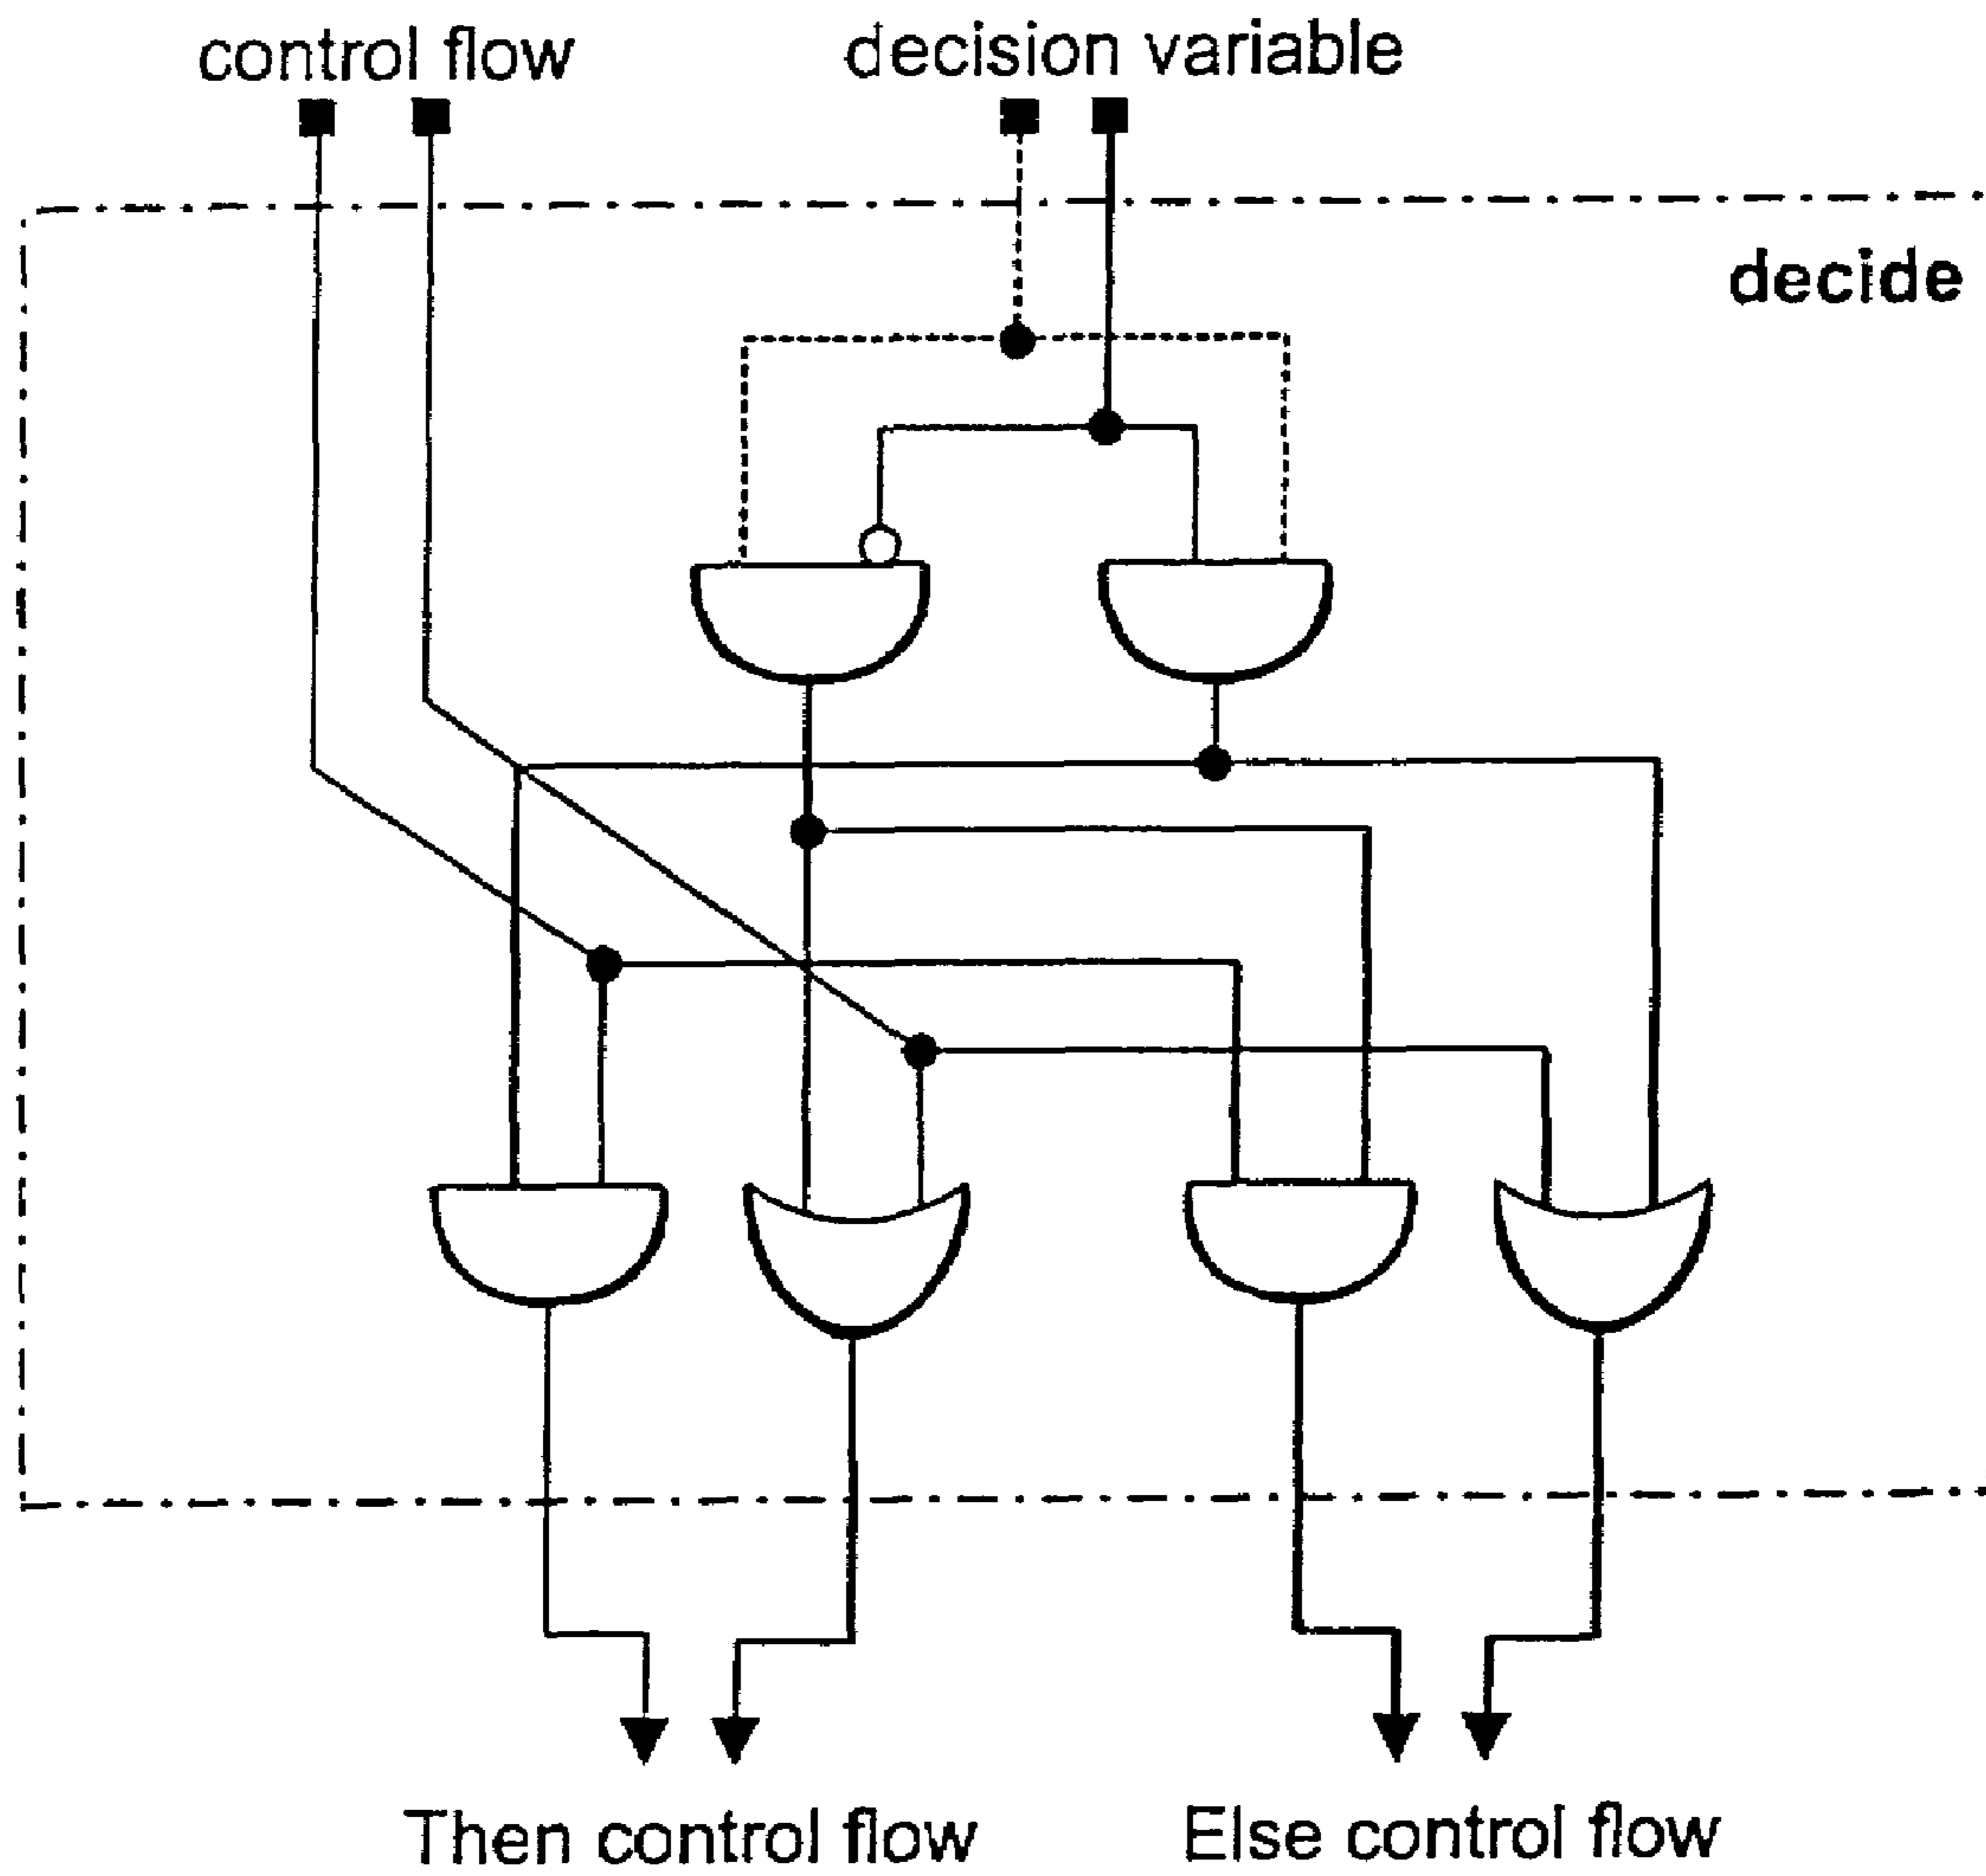 control flow
decision variable
decide
Then control flow
Else control flow